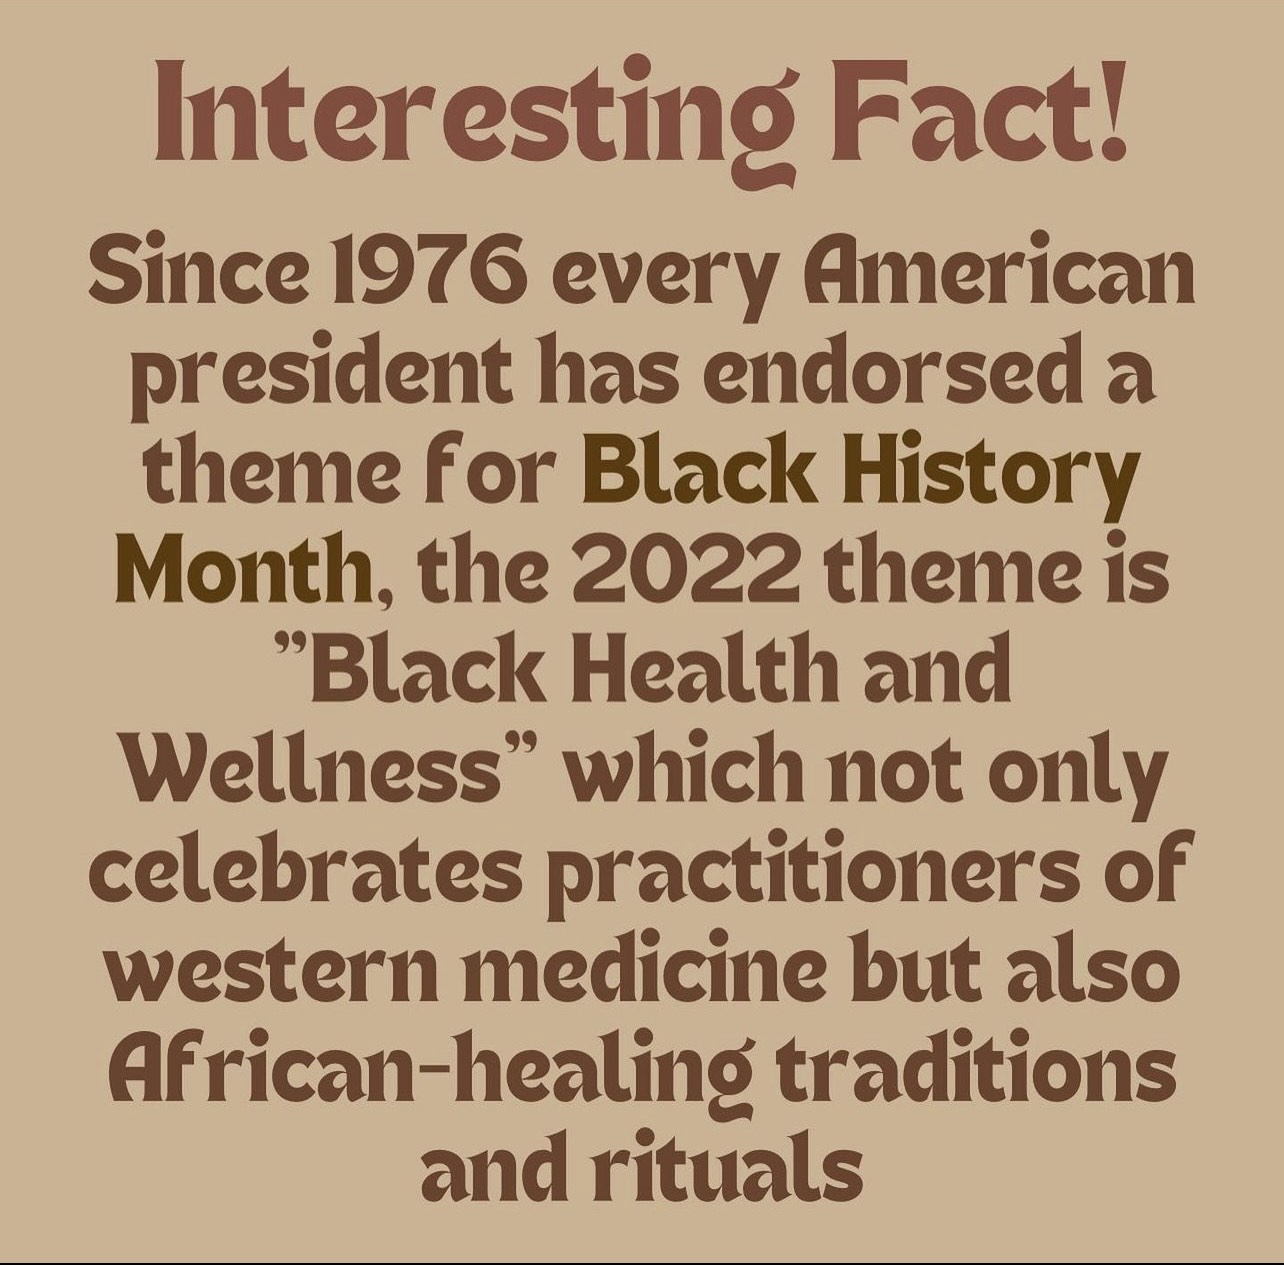 Interesting Fact!
Since 1976 every American
president has endorsed a
theme for Black History
Month, the 2022 theme is
”Black Health and
Wellness” which not only
celebrates practitioners of
western medicine but also
African-healing traditions
and rituals